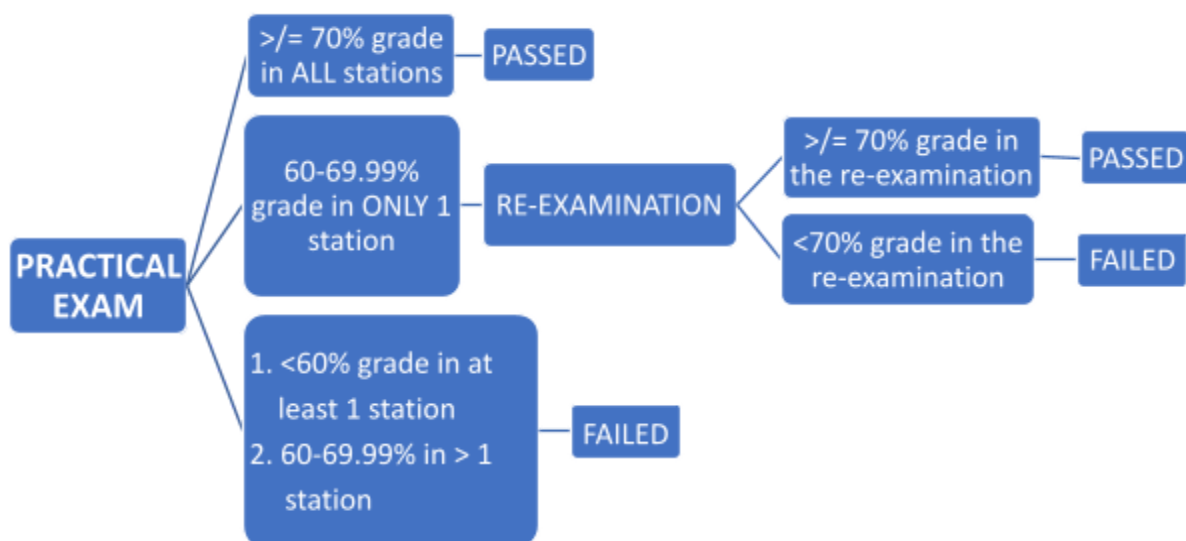 >/= 70% grade
in ALL stations
PASSED
60-69.99%
grade in ONLY 1
station
RE-EXAMINATION
>/= 70% grade in
the re-examination
PASSED
<70% grade in the
re-examination
FAILED
PRACTICAL
EXAM
1. <60% grade in at
least 1 station
2. 60-69.99% in > 1
station
FAILED